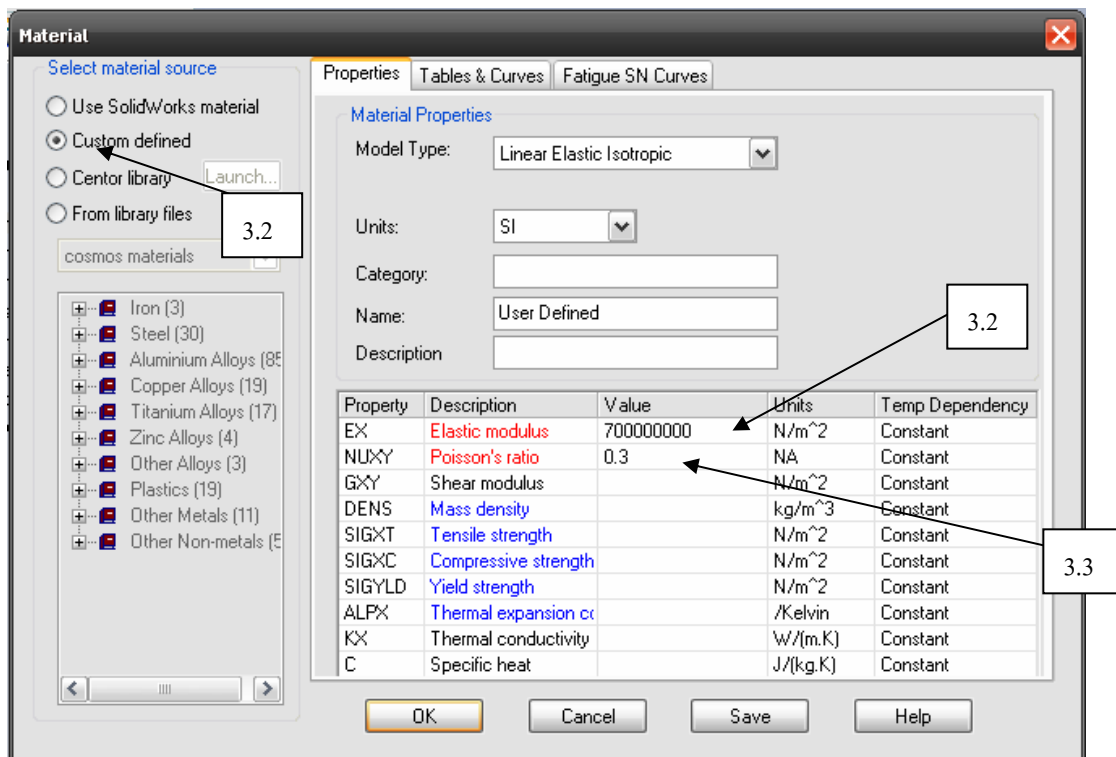 Material
Select material source
Use SolidWorks material
Custom defined
Centor library Launch...
From library files
3.2
cosmos materials
Iron (3)
Steel (30)
Aluminium Alloys (85
Copper Alloys (19)
Titanium Alloys (17)
Zinc Alloys (4)
Other Alloys (3)
Plastics (19)
Other Metals (11)
Other Non-metals (5
Properties Tables & Curves Fatigue SN Curves
Material Properties
Model Type: Linear Elastic Isotropic
Units: SI
Category:
Name: User Defined
Description
3.2
Property Description Value Units Temp Dependency
EX Elastic modulus 700000000 N/m^2 Constant
NUXY Poisson's ratio 0.3 NA Constant
GXY Shear modulus N/m^2 Constant
DENS Mass density kg/m^3 Constant
SIGXT Tensile strength N/m^2 Constant
SIGXC Compressive strength N/m^2 Constant
SIGYLD Yield strength N/m^2 Constant
ALPX Thermal expansion co /Kelvin Constant
KX Thermal conductivity W/(m.K) Constant
C Specific heat J/(kg.K) Constant
3.3
OK Cancel Save Help